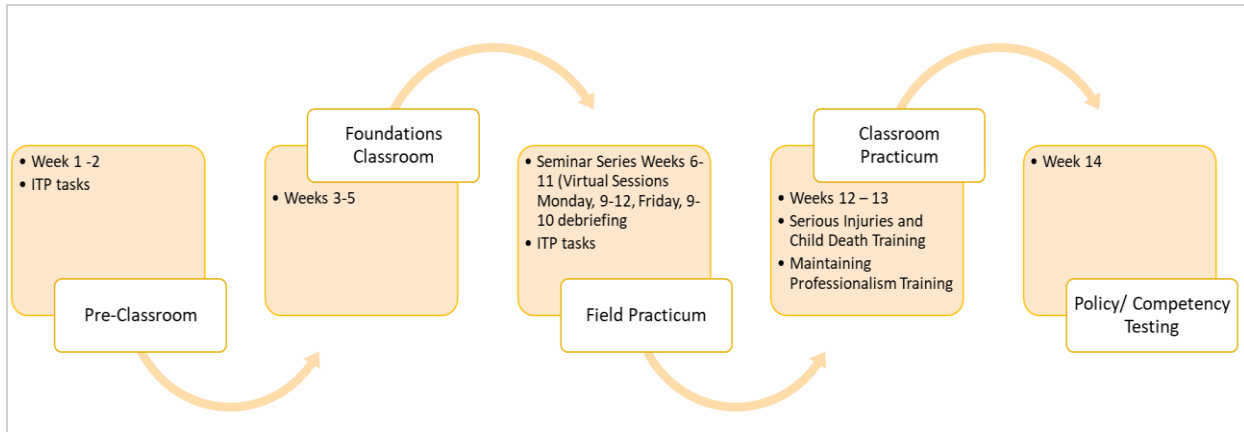 • Week 1 -2
• ITP tasks
Pre-Classroom
Foundations
Classroom
• Weeks 3-5
• Seminar Series Weeks 6-
11 (Virtual Sessions
Monday, 9-12, Friday, 9-
10 debriefing
• ITP tasks
Field Practicum
Classroom
Practicum
• Weeks 12 – 13
• Serious Injuries and
Child Death Training
• Maintaining
Professionalism Training
• Week 14
Policy/ Competency
Testing